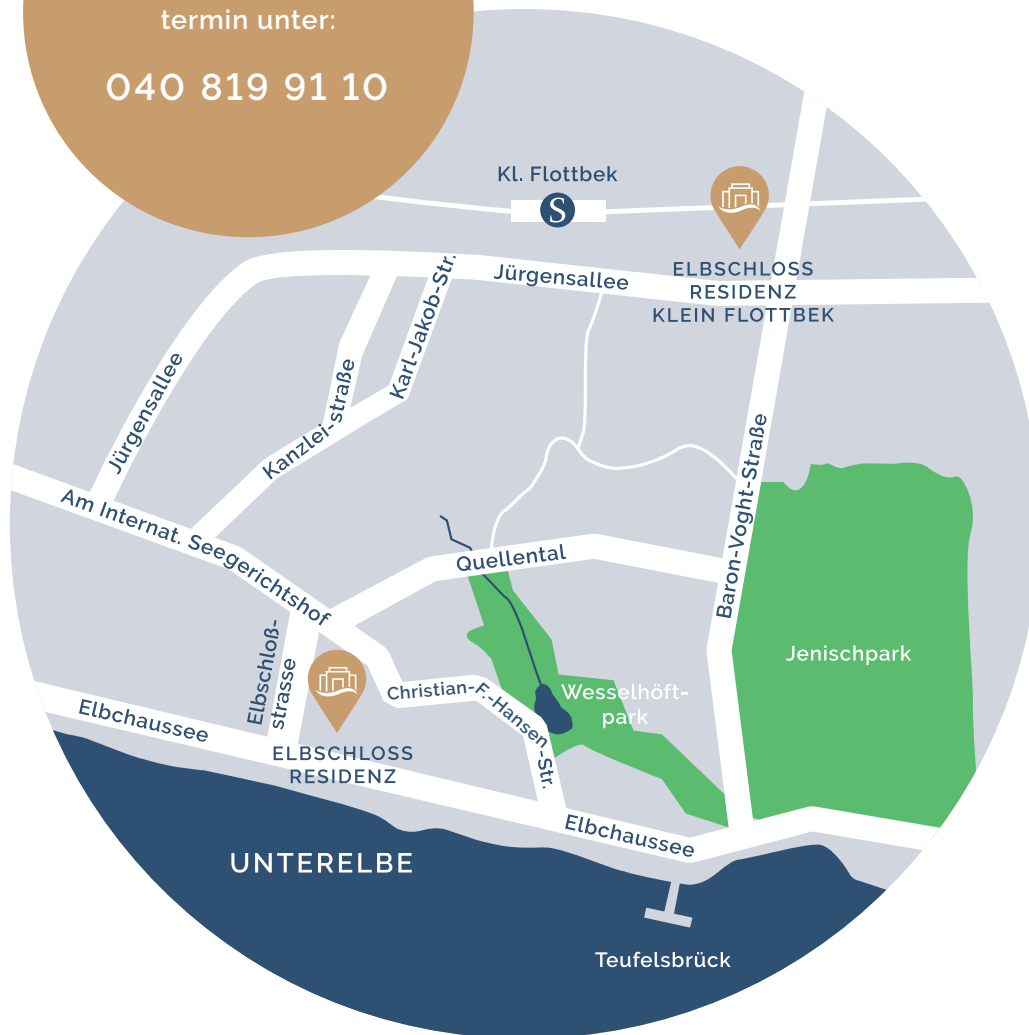 termin unter:
040 819 91 10
Kl. Flottbek
S
ELBSCHLOSS
RESIDENZ
KLEIN FLOTTBEK
Jürgensallee
Karl-Jakob-Str.
Jürgensallee
Kanzlei-straße
Baron-Voght-Straße
Am Internat. Seegerichtshof
Quellental
Elbschloß-
strasse
Jenischpark
Christian-F.-Hansen-Str.
Wesselhöft-
park
Elbchaussee
ELBSCHLOSS
RESIDENZ
Elbchaussee
UNTERELBE
Teufelsbrück